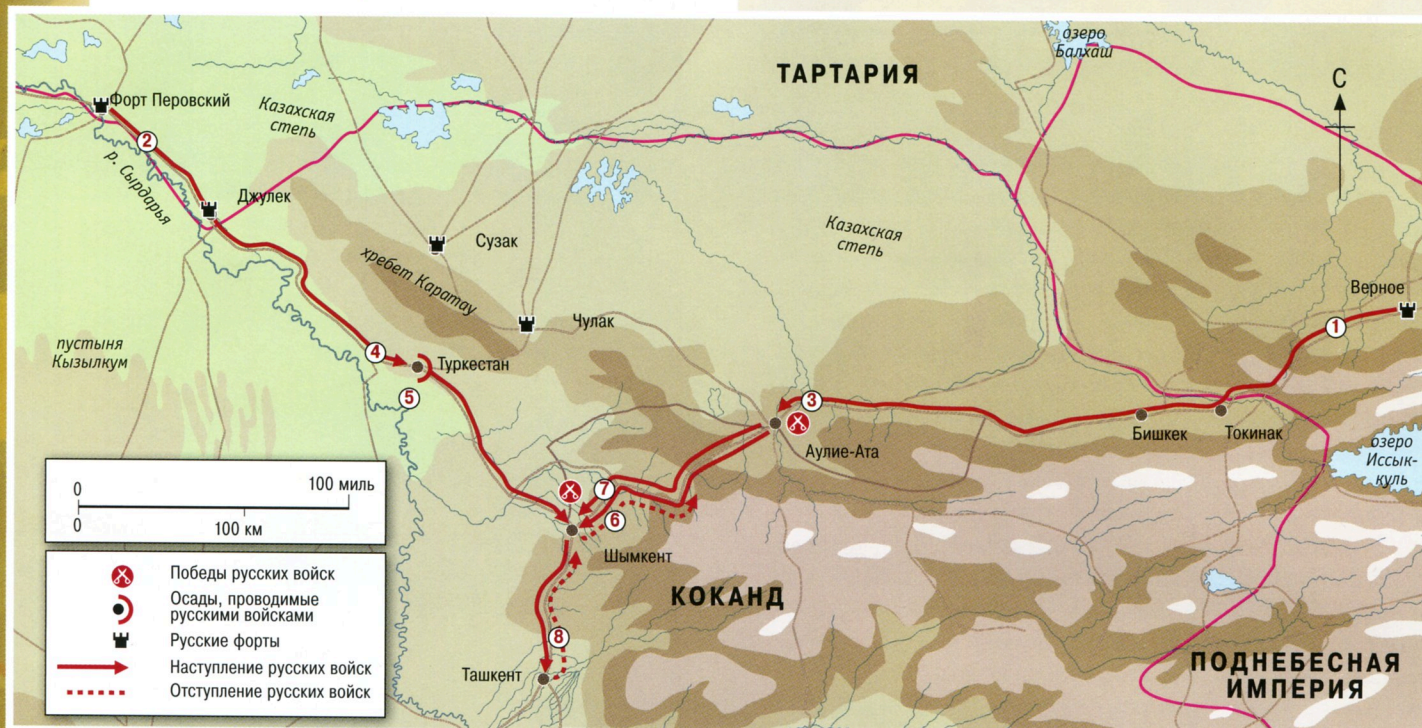 озеро
Балхаш
ТАРТАРИЯ
С
Форт Перовский
Казахская
степь
2
р. Сырдарья
Джулек
Сузак
Казахская
степь
хребет Каратау
Верное
1
Чулак
пустыня
Кызылкум
4
Туркестан
5
3
Аулие-Ата
Бишкек
Токинак
озеро
Иссык-
куль
7
6
Шымкент
КОКАНД
8
Ташкент
ПОДНЕБЕСНАЯ
ИМПЕРИЯ
0
100 миль
0
100 км
Победы русских войск
Осады, проводимые
русскими войсками
Русские форты
Наступление русских войск
Отступление русских войск